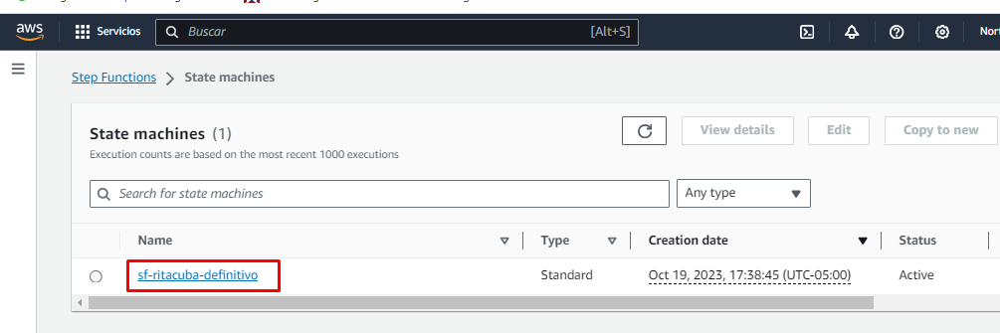 aws
Servicios
Buscar
[Alt+S]
Step Functions
State machines
State machines (1)
Execution counts are based on the most recent 1000 executions
View details
Edit
Copy to new
Search for state machines
Any type
Name
Type
Creation date
Status
sf-ritacuba-definitivo
Standard
Oct 19, 2023, 17:38:45 (UTC-05:00)
Active